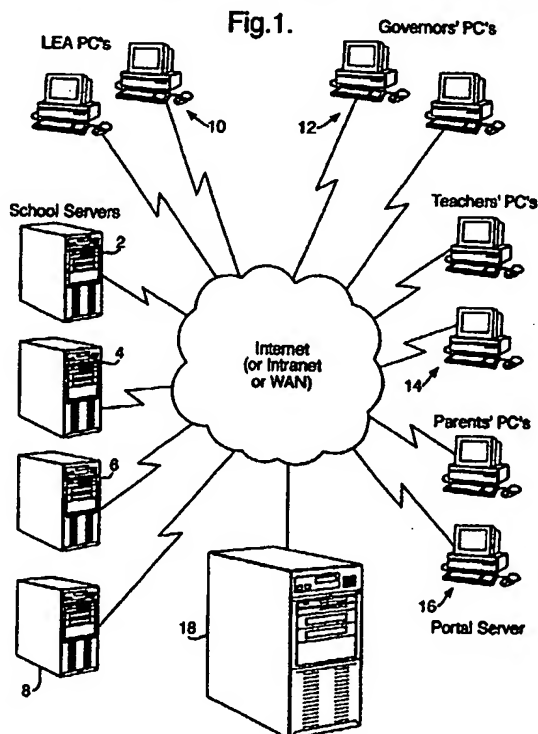 Fig.1.
LEA PC's
Governors' PC's
10
12
School Servers
Teachers' PC's
2
4
Internet
(or Intranet
or WAN)
14
6
Parents' PC's
16
Portal Server
18
8